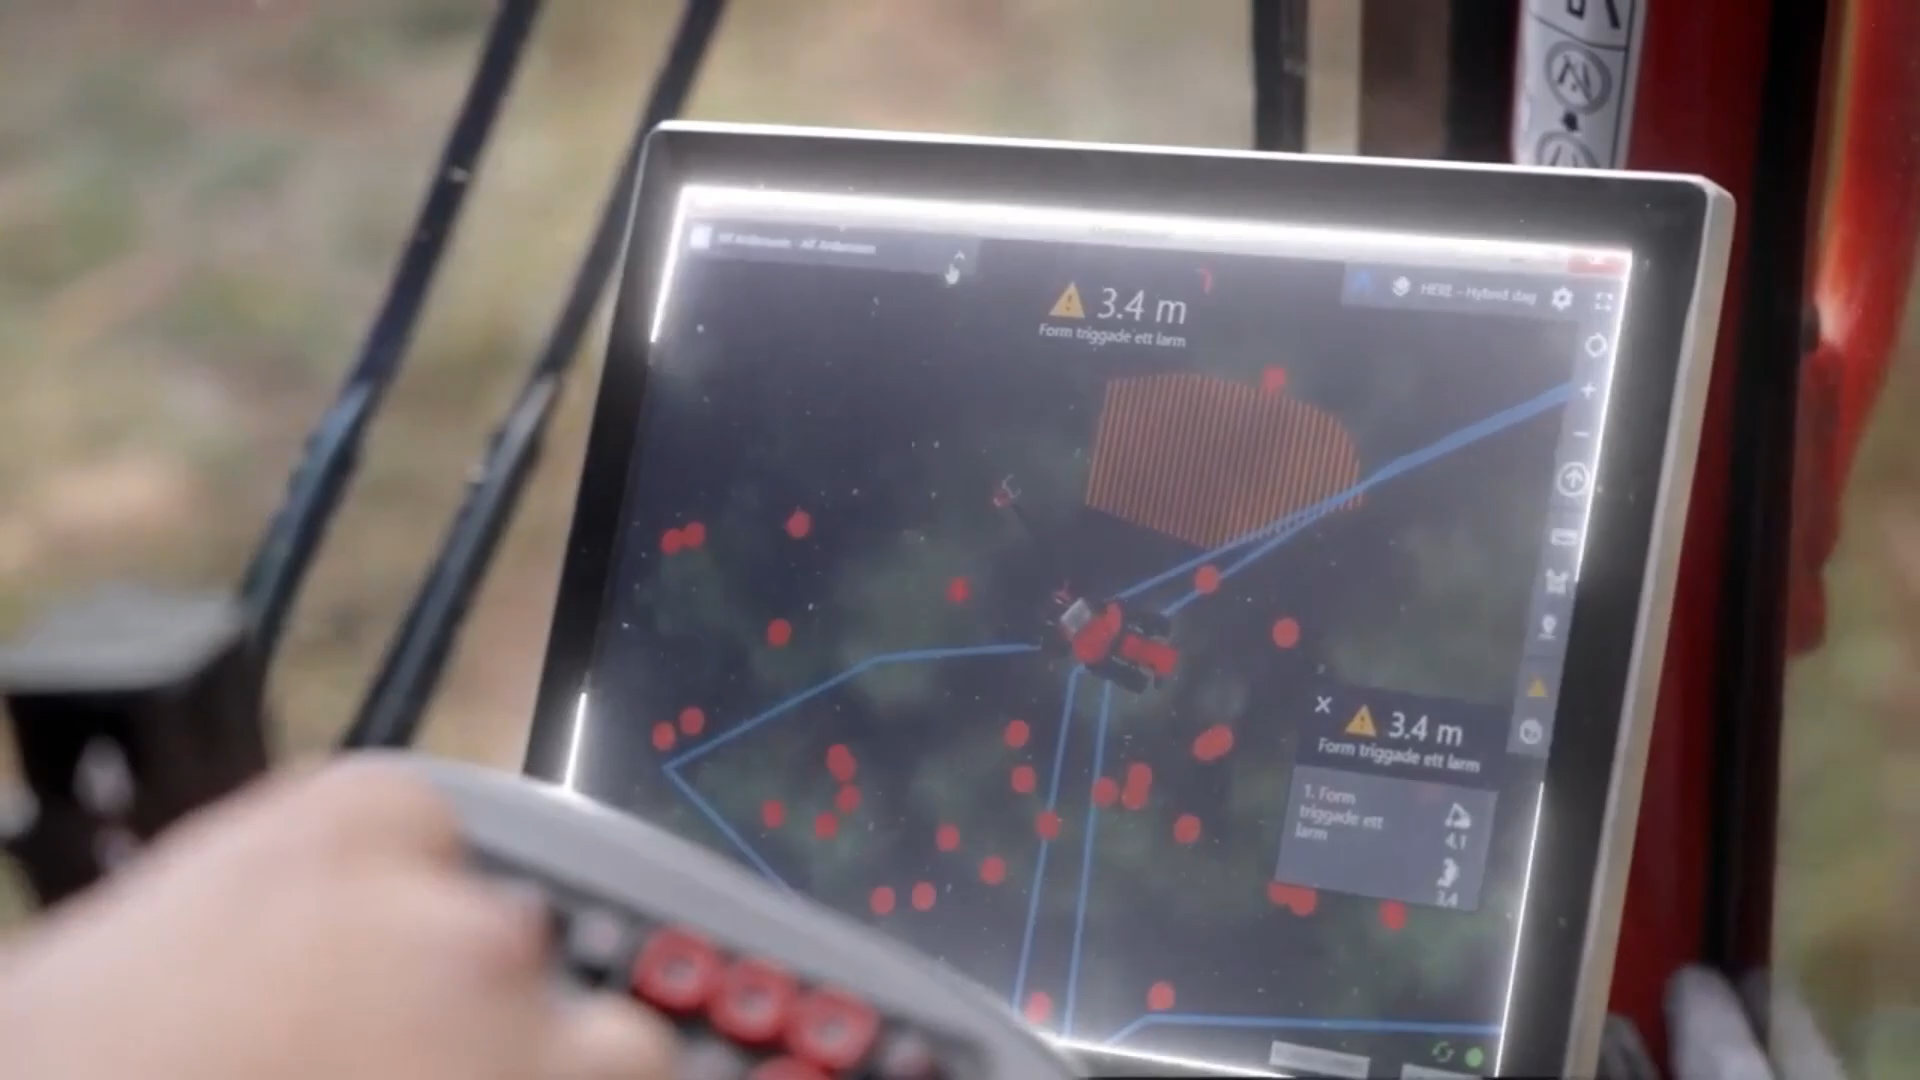 3.4 m
Form triggade ett larm
HERE - Hybrid dag
3.4 m
Form triggade ett larm
1. Form
triggade ett
larm
4.1
3.4